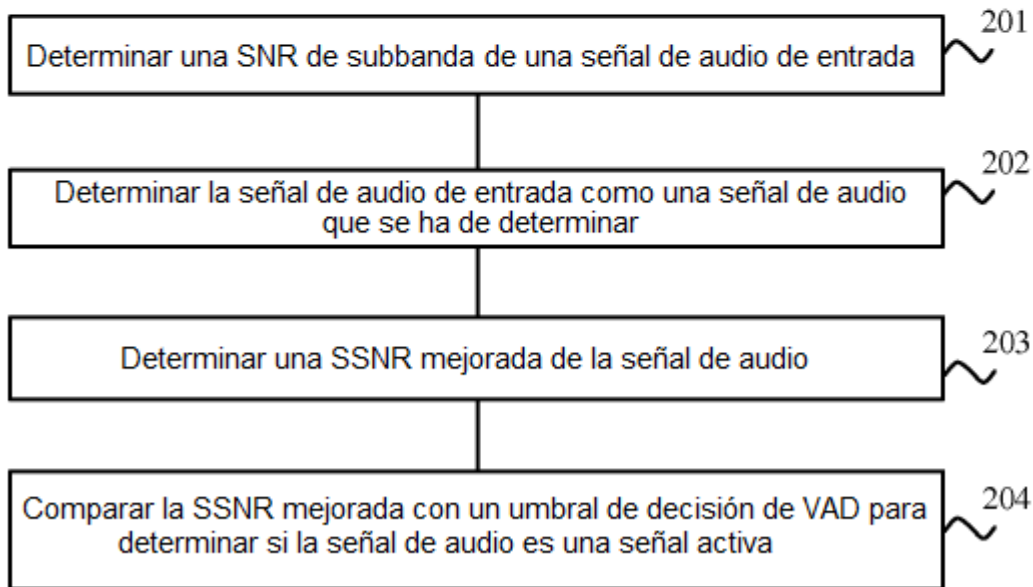 201
Determinar una SNR de subbanda de una señal de audio de entrada
202
Determinar la señal de audio de entrada como una señal de audio
que se ha de determinar
203
Determinar una SSNR mejorada de la señal de audio
204
Comparar la SSNR mejorada con un umbral de decisión de VAD para
determinar si la señal de audio es una señal activa